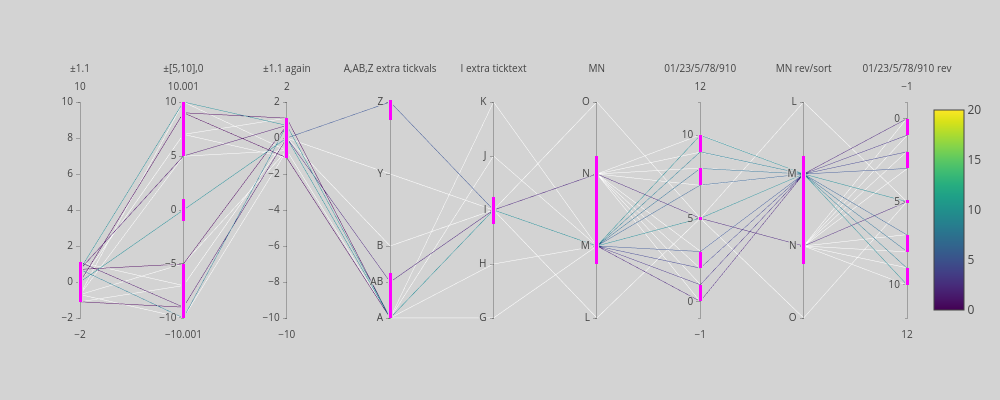 ±1.1 ±[5,10],0 ±1.1 again A,AB,Z extra tickvals I extra ticktext MN 01/23/5/78/910 MN rev/sort 01/23/5/78/910 rev
10 10.001 2 12 −1
10 10 2 Z K O L 20
8 J 10 0
6 5 0 15
4 −2 Y N M
2 0 −4 I 5 5 10
0 −6 B M N
−5 −8 AB H 5
−2 −10 −10 A G L 0 O 10 0
−2 −10.001 −10 −1 12